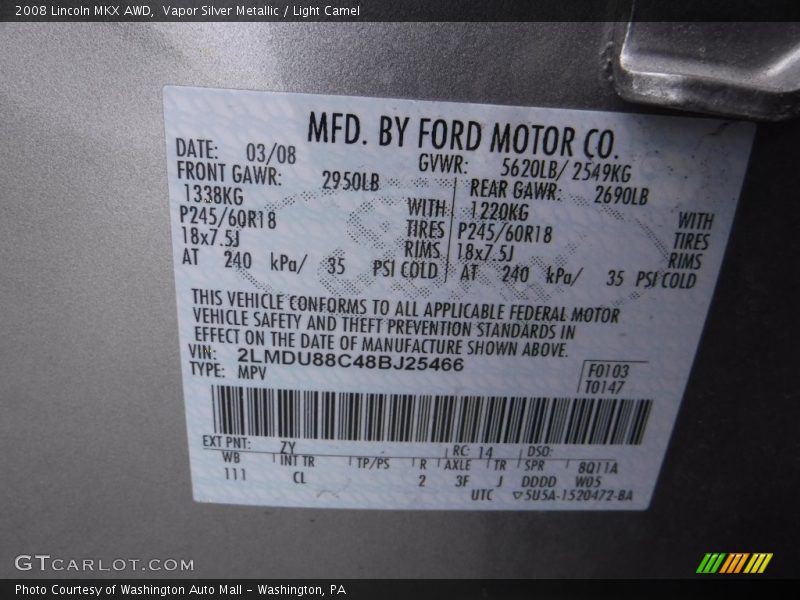 2008 Lincoln MKX AWD,  Vapor Silver Metallic / Light Camel
MFD. BY FORD MOTOR CO.
DATE: 03/08 GVWR: 5620LB/ 2549KG
FRONT GAWR: 2950LB REAR GAWR: 2690LB
1338KG WITH 1220KG WITH
P245/60R18 TIRES P245/60R18 TIRES
18x7.5J RIMS 18x7.5J RIMS
AT 240 kPa/ 35 PSI COLD AT 240 kPa/ 35 PSI COLD
THIS VEHICLE CONFORMS TO ALL APPLICABLE FEDERAL MOTOR
VEHICLE SAFETY AND THEFT PREVENTION STANDARDS IN
EFFECT ON THE DATE OF MANUFACTURE SHOWN ABOVE.
VIN: 2LMDU88C48BJ25466
TYPE: MPV
F0103
T0147
EXT PNT: ZY RC: 14 DSO:
WB INT TR TP/PS R AXLE TR SPR 8Q11A
111 CL 2 3F J DDDD W05
UTC ▽5U5A-1520472-BA
GTCARLOT.COM
Photo Courtesy of Washington Auto Mall – Washington, PA